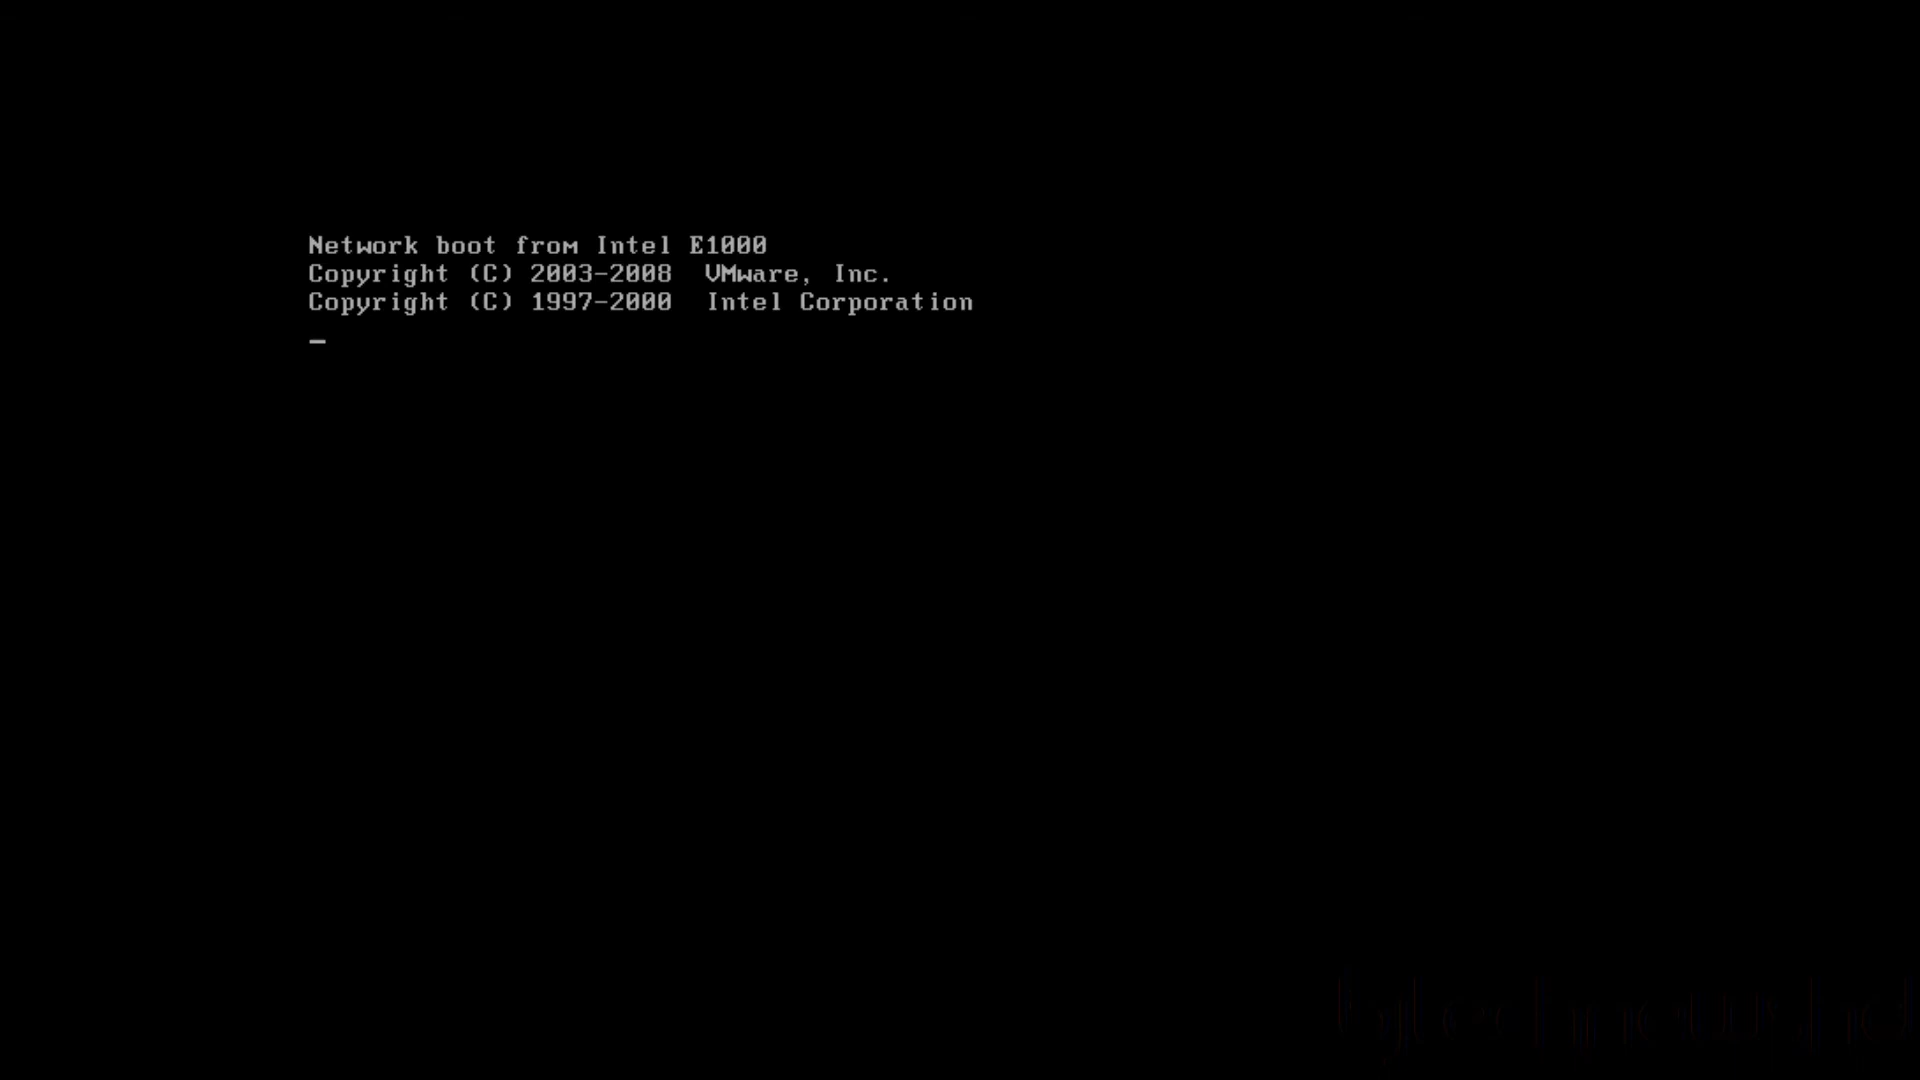 Network boot from Intel E1000
Copyright (C) 2003-2008  VMware, Inc.
Copyright (C) 1997-2000  Intel Corporation